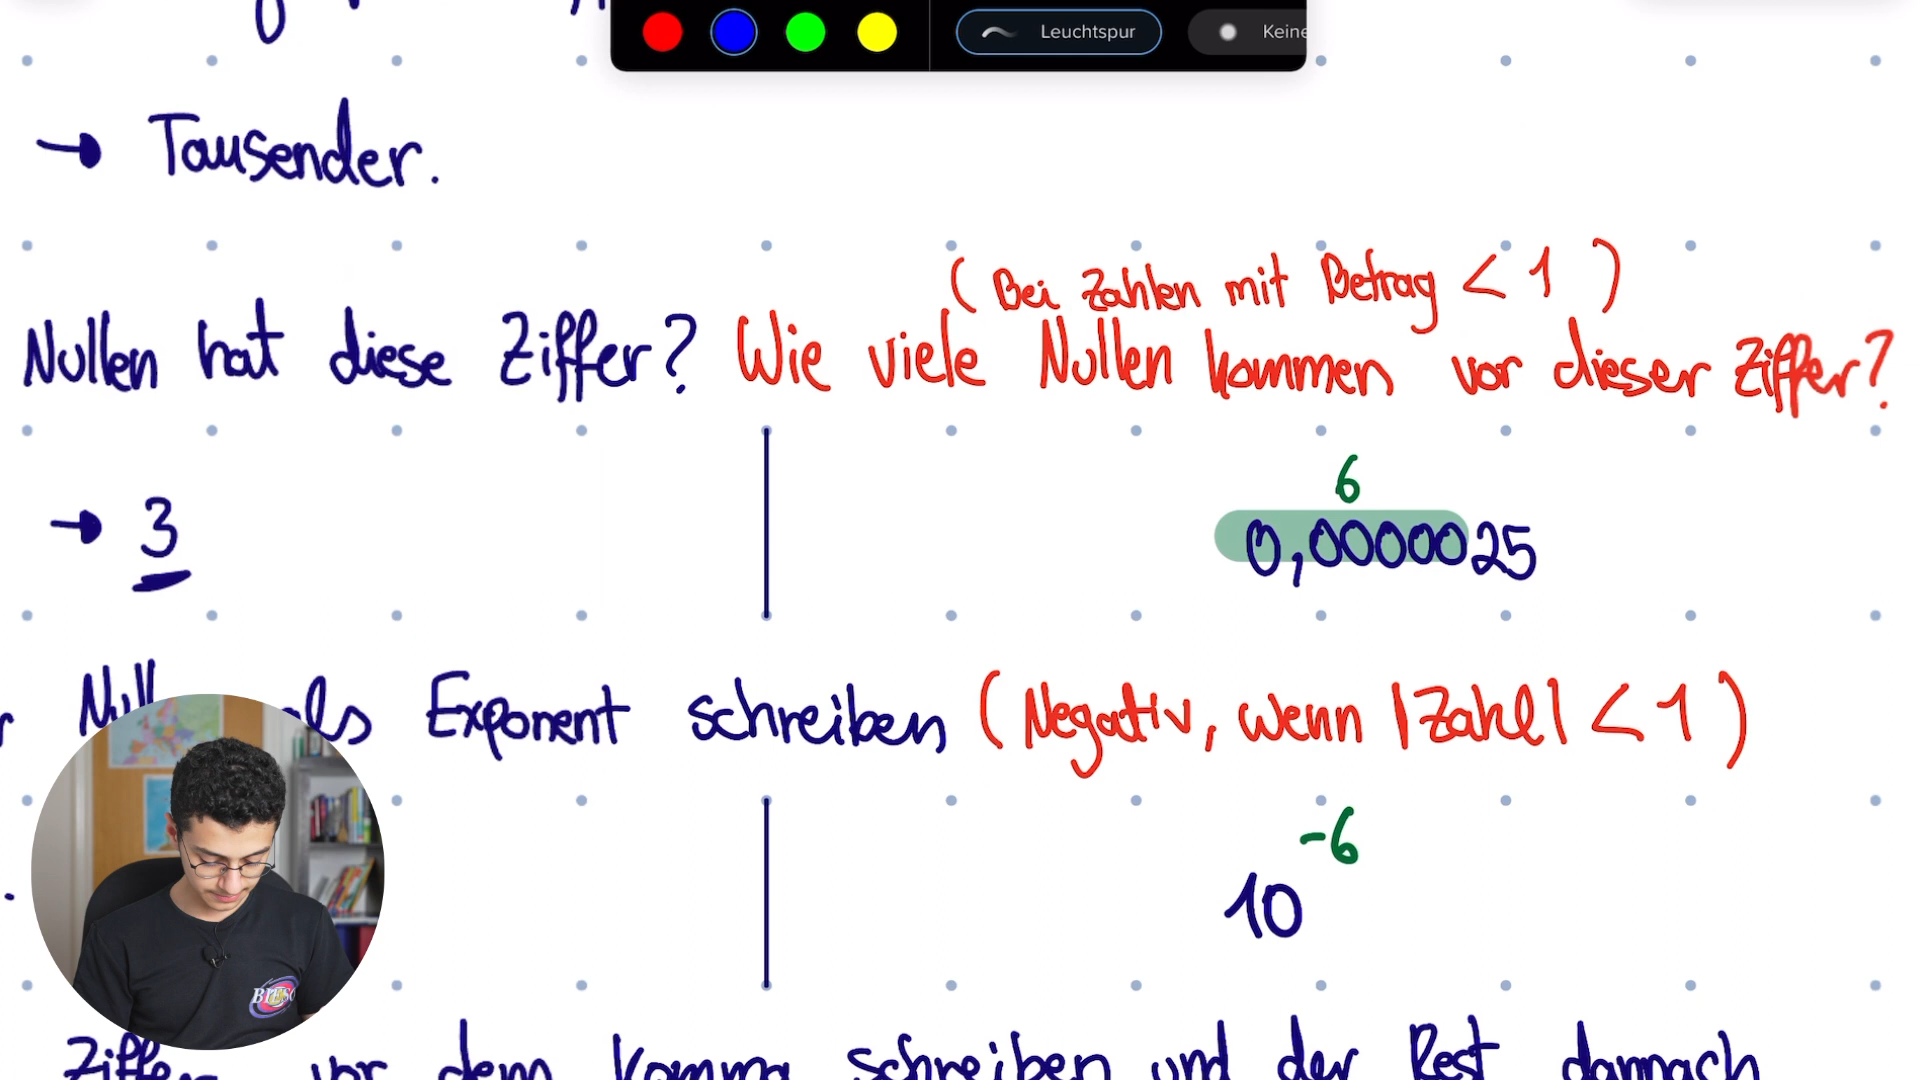 Leuchtspur Keine
→ Tausender.
(Bei Zahlen mit Betrag < 1)
Nullen hat diese Ziffer? Wie viele Nullen kommen vor dieser Ziffer?
6
→ 3
0,0000025
als Exponent schreiben (Negativ, wenn |Zahl| < 1)
-6
10
vor dem Komma schreiben und der Rest dannach